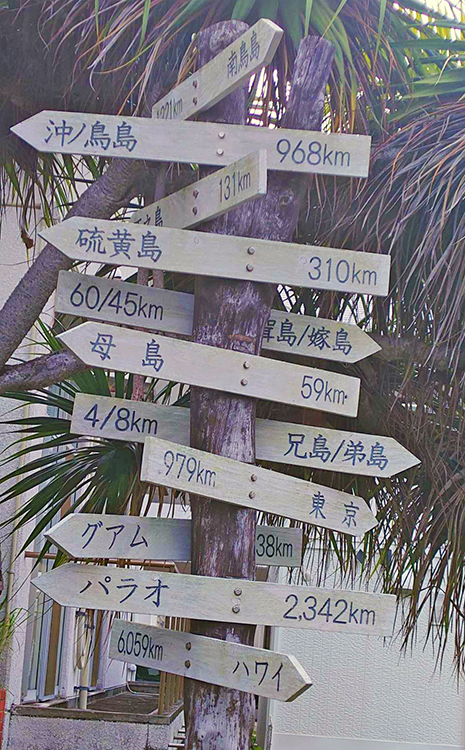 南鳥島
沖ノ鳥島 968km
131km 島
硫黄島 310km
60/45km 島/嫁島
母島 59km
4/8km 兄島/弟島
979km 東京
グアム 38km
パラオ 2,342km
6,059km ハワイ